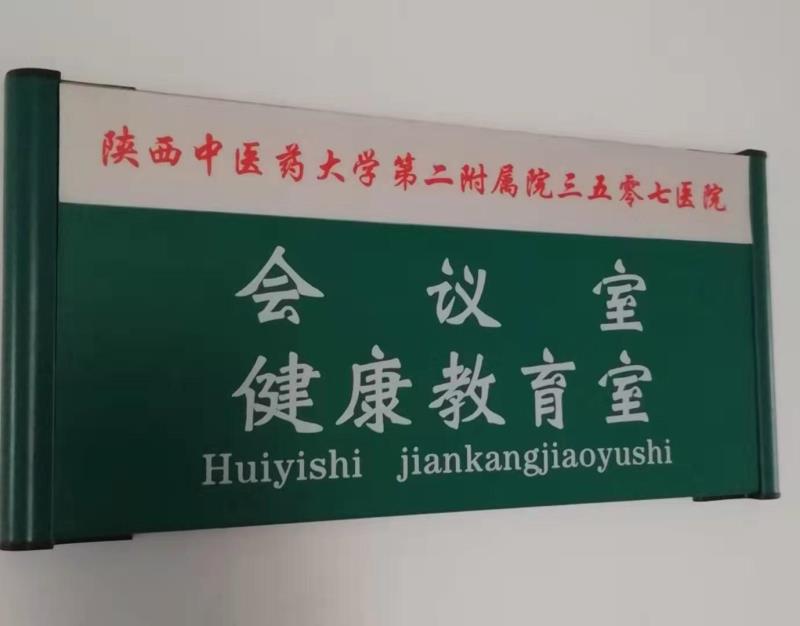 陕西中医药大学第二附属院三五零七医院
会议室
健康教育室
Huiyishi jiankangjiaoyushi